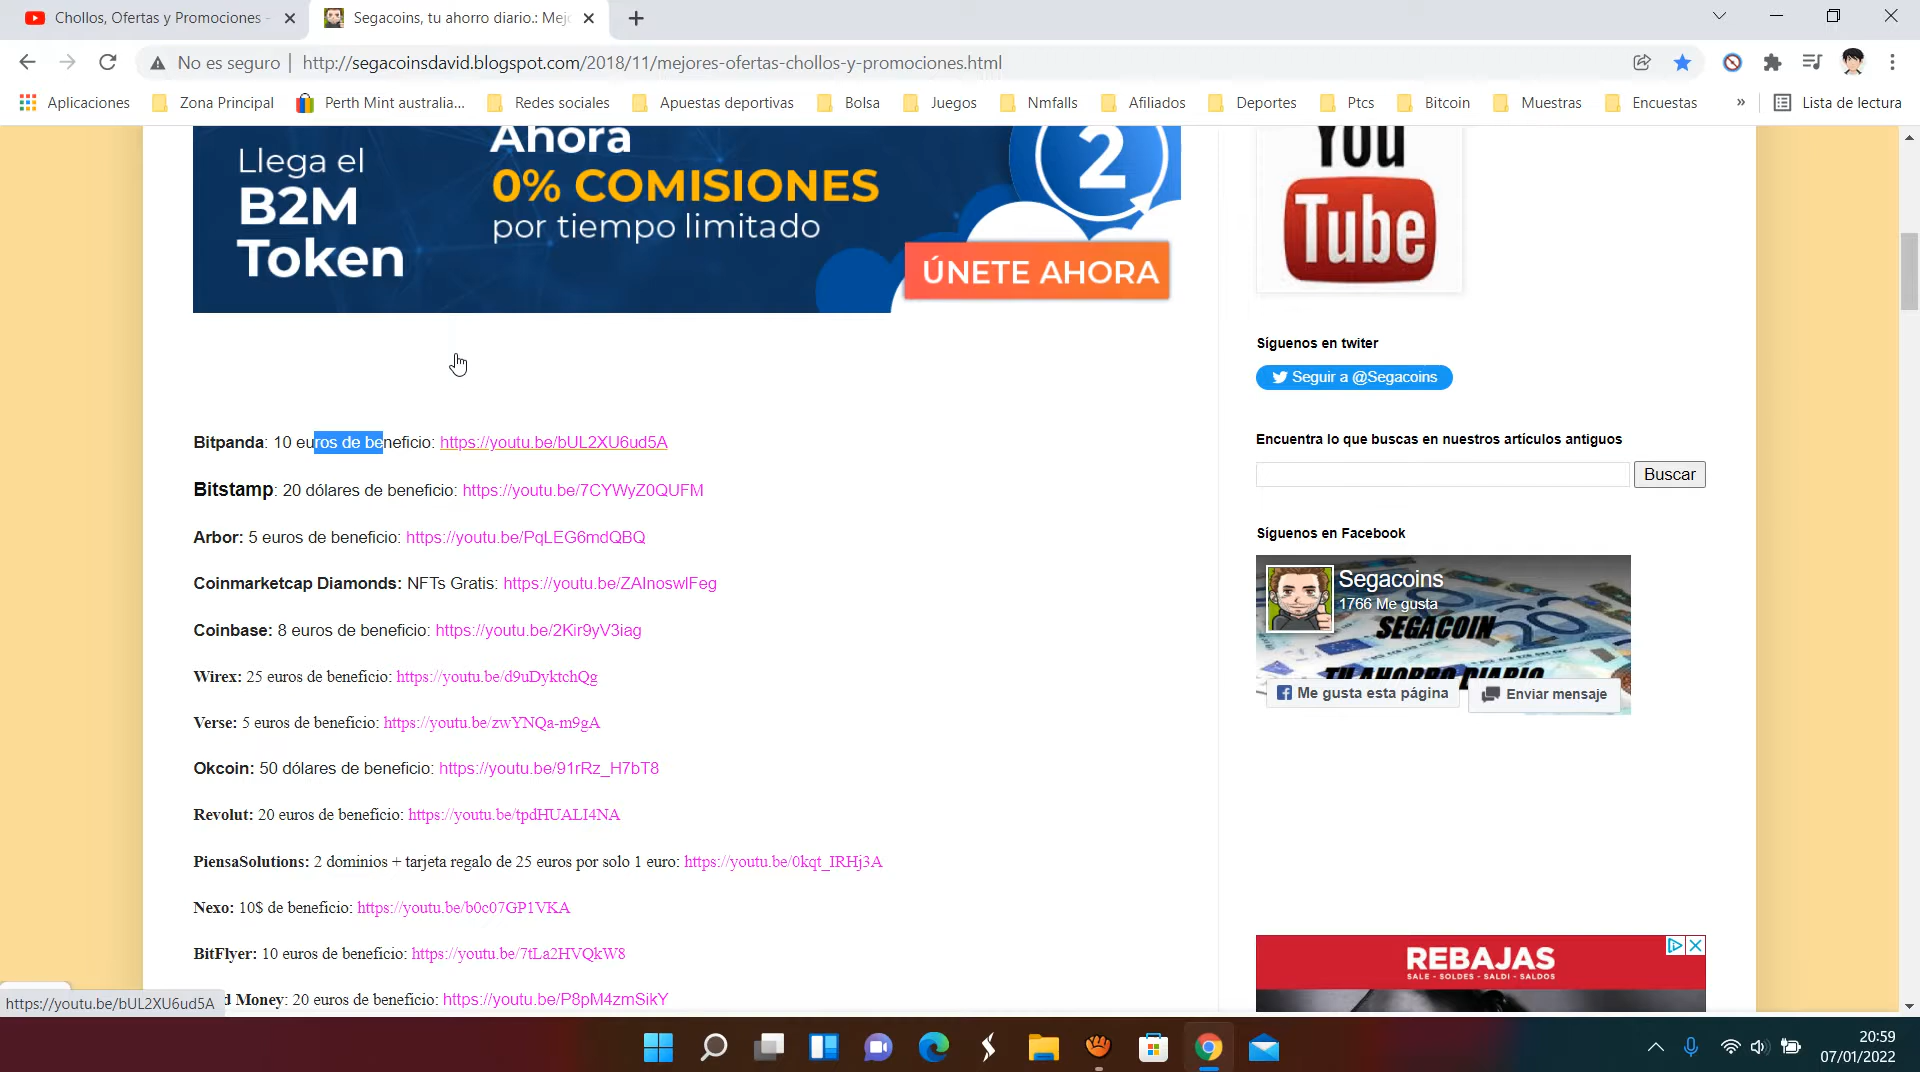 Chollos, Ofertas y Promociones -
Segacoins, tu ahorro diario.: Mej
No es seguro
http://segacoinsdavid.blogspot.com/2018/11/mejores-ofertas-chollos-y-promociones.html
Aplicaciones
Zona Principal
Perth Mint australia...
Redes sociales
Apuestas deportivas
Bolsa
Juegos
Nmfalls
Afiliados
Deportes
Ptcs
Bitcoin
Muestras
Encuestas
»
Lista de lectura
Llega el
B2M
Token
Ahora
0% COMISIONES
por tiempo limitado
2
ÚNETE AHORA
You
Tube
Síguenos en twiter
Seguir a @Segacoins
Bitpanda: 10 euros de beneficio: https://youtu.be/bUL2XU6ud5A
Encuentra lo que buscas en nuestros artículos antiguos
Buscar
Bitstamp: 20 dólares de beneficio: https://youtu.be/7CYWyZ0QUFM
Arbor: 5 euros de beneficio: https://youtu.be/PqLEG6mdQBQ
Síguenos en Facebook
Segacoins
1766 Me gusta
SEGACOIN
TU AHORRO DIARIO
Me gusta esta página
Enviar mensaje
Coinmarketcap Diamonds: NFTs Gratis: https://youtu.be/ZAInoswlFeg
Coinbase: 8 euros de beneficio: https://youtu.be/2Kir9yV3iag
Wirex: 25 euros de beneficio: https://youtu.be/d9uDyktchQg
Verse: 5 euros de beneficio: https://youtu.be/zwYNQa-m9gA
Okcoin: 50 dólares de beneficio: https://youtu.be/91rRz_H7bT8
Revolut: 20 euros de beneficio: https://youtu.be/tpdHUALI4NA
PiensaSolutions: 2 dominios + tarjeta regalo de 25 euros por solo 1 euro: https://youtu.be/0kqt_IRHj3A
Nexo: 10$ de beneficio: https://youtu.be/b0c07GP1VKA
BitFlyer: 10 euros de beneficio: https://youtu.be/7tLa2HVQkW8
d Money: 20 euros de beneficio: https://youtu.be/P8pM4zmSikY
REBAJAS
SALE - SOLDES - SALDI - SALDOS
https://youtu.be/bUL2XU6ud5A
20:59
07/01/2022